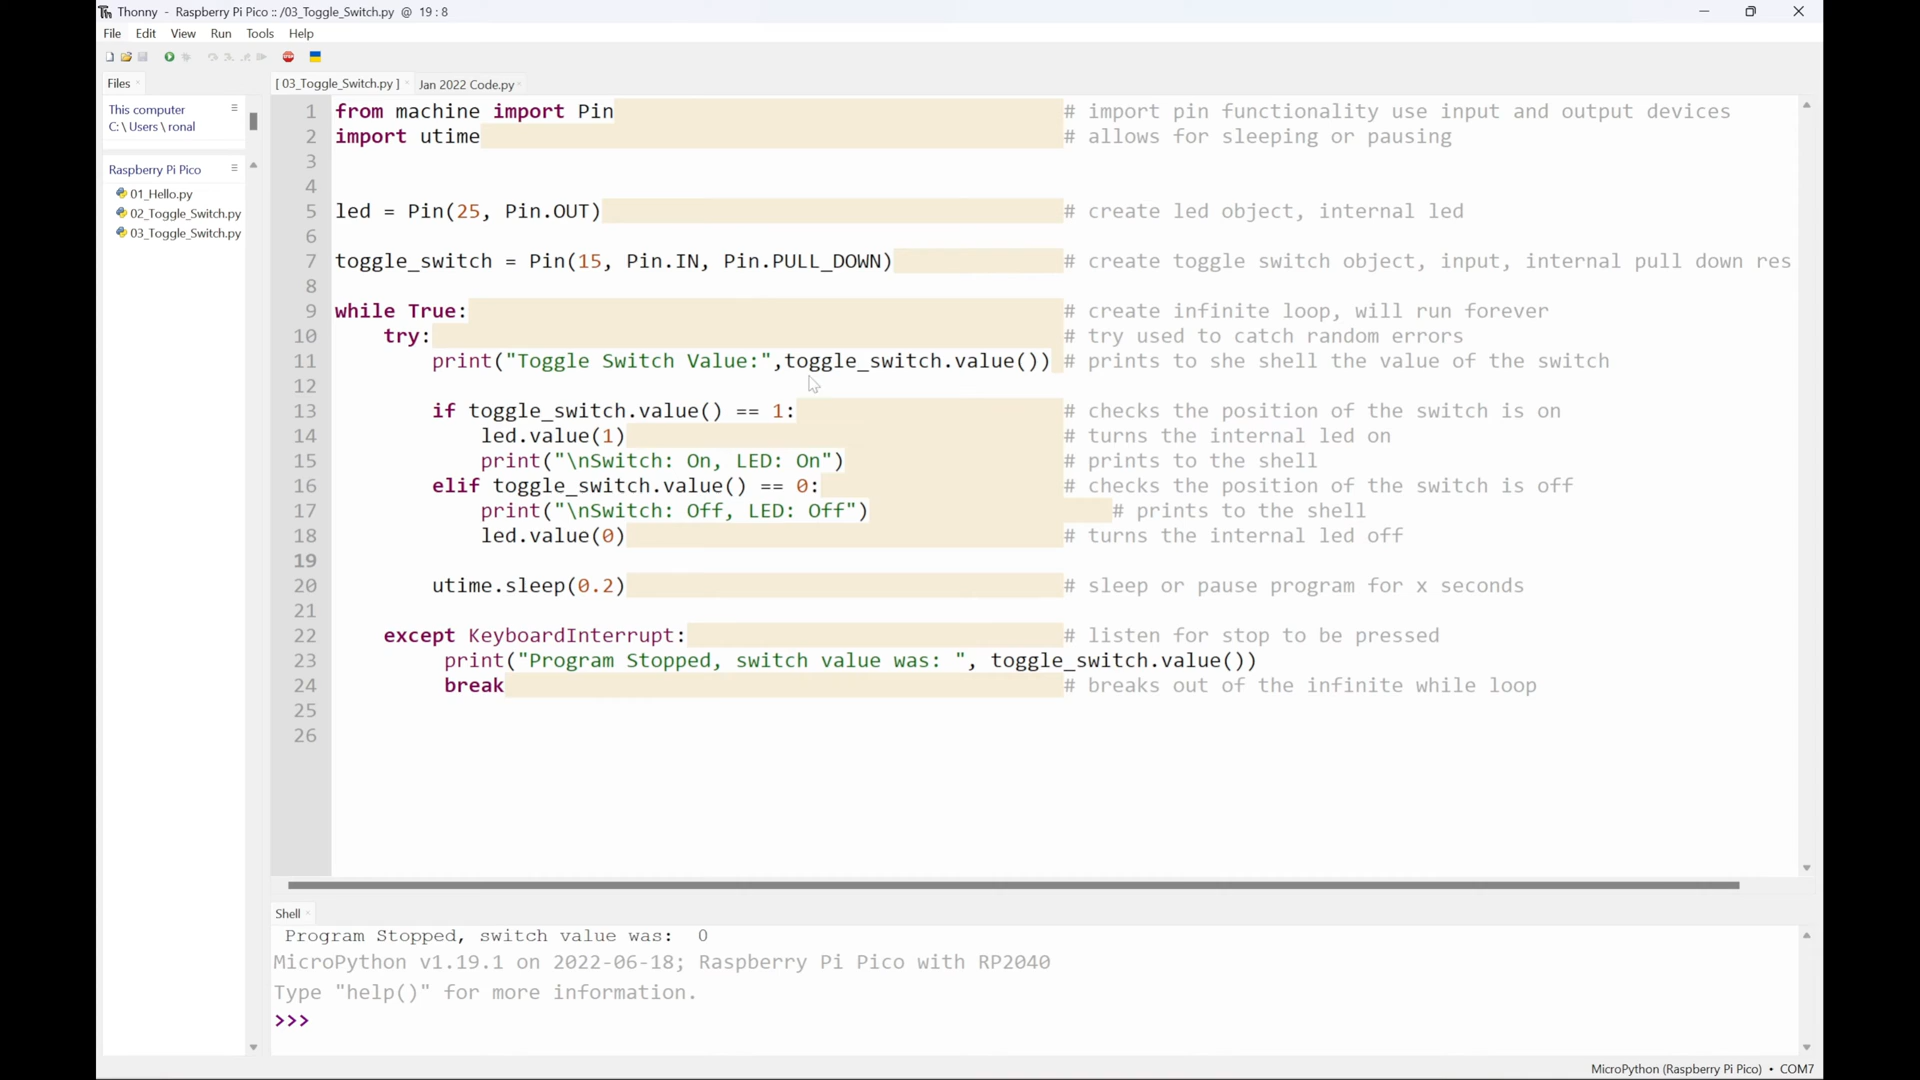 Thonny - Raspberry Pi Pico :: /03_Toggle_Switch.py @ 19 : 8
File Edit View Run Tools Help
Files
[ 03_Toggle_Switch.py ] Jan 2022 Code.py
This computer
C: \ Users \ ronal
Raspberry Pi Pico
01_Hello.py
02_Toggle_Switch.py
03_Toggle_Switch.py
1 from machine import Pin # import pin functionality use input and output devices
2 import utime # allows for sleeping or pausing
3
4
5 led = Pin(25, Pin.OUT) # create led object, internal led
6
7 toggle_switch = Pin(15, Pin.IN, Pin.PULL_DOWN) # create toggle switch object, input, internal pull down res
8
9 while True: # create infinite loop, will run forever
10 try: # try used to catch random errors
11 print("Toggle Switch Value:",toggle_switch.value()) # prints to she shell the value of the switch
12
13 if toggle_switch.value() == 1: # checks the position of the switch is on
14 led.value(1) # turns the internal led on
15 print("\nSwitch: On, LED: On") # prints to the shell
16 elif toggle_switch.value() == 0: # checks the position of the switch is off
17 print("\nSwitch: Off, LED: Off") # prints to the shell
18 led.value(0) # turns the internal led off
19
20 utime.sleep(0.2) # sleep or pause program for x seconds
21
22 except KeyboardInterrupt: # listen for stop to be pressed
23 print("Program Stopped, switch value was: ", toggle_switch.value())
24 break # breaks out of the infinite while loop
25
26
Shell
Program Stopped, switch value was:  0
MicroPython v1.19.1 on 2022-06-18; Raspberry Pi Pico with RP2040
Type "help()" for more information.
>>>
MicroPython (Raspberry Pi Pico) • COM7